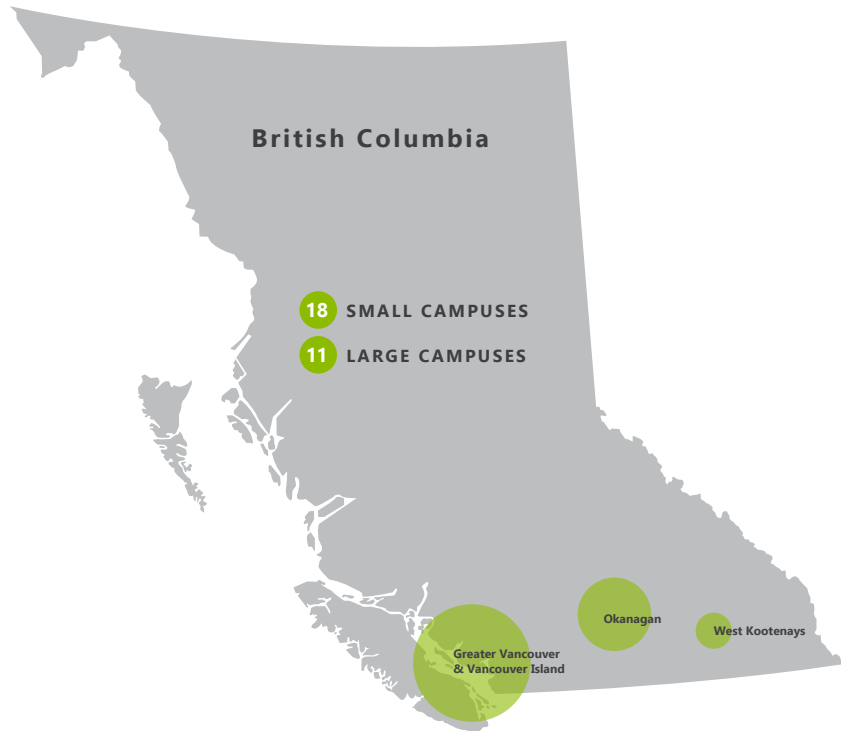 British Columbia
18 SMALL CAMPUSES
11 LARGE CAMPUSES
Okanagan
West Kootenays
Greater Vancouver
& Vancouver Island